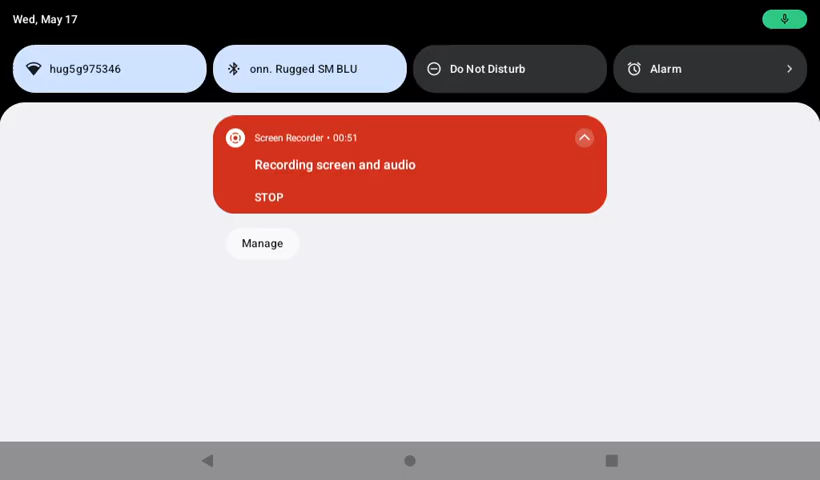 Wed, May 17
hug5g975346
onn. Rugged SM BLU
Do Not Disturb
Alarm
Screen Recorder • 00:51
Recording screen and audio
STOP
Manage